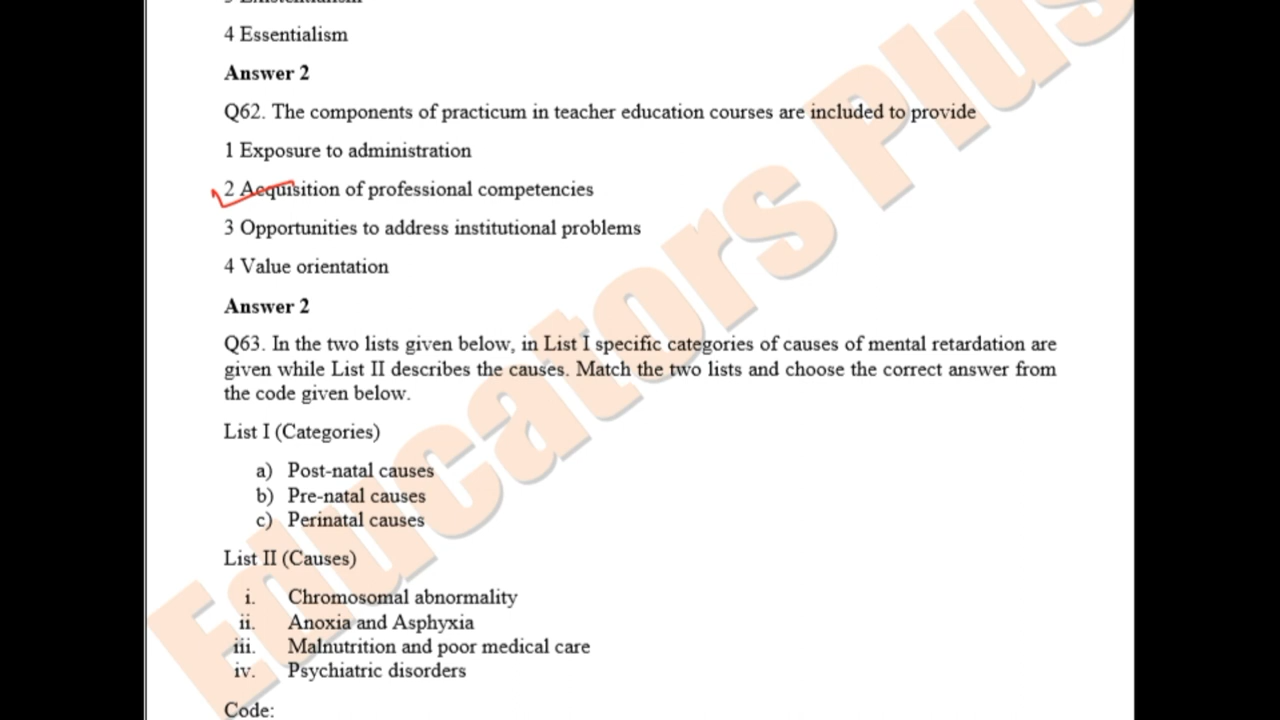 4 Essentialism
Answer 2
Q62. The components of practicum in teacher education courses are included to provide
1 Exposure to administration
2 Acquisition of professional competencies
3 Opportunities to address institutional problems
4 Value orientation
Answer 2
Q63. In the two lists given below, in List I specific categories of causes of mental retardation are
given while List II describes the causes. Match the two lists and choose the correct answer from
the code given below.
List I (Categories)
a) Post-natal causes
b) Pre-natal causes
c) Perinatal causes
List II (Causes)
i. Chromosomal abnormality
ii. Anoxia and Asphyxia
iii. Malnutrition and poor medical care
iv. Psychiatric disorders
Code:
Educators Plus